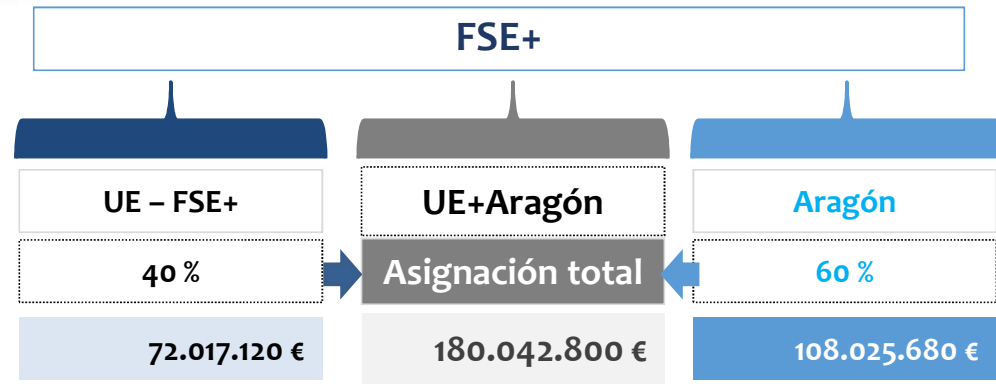 FSE+
UE – FSE+
UE+Aragón
Aragón
40 %
Asignación total
60 %
72.017.120 €
180.042.800 €
108.025.680 €